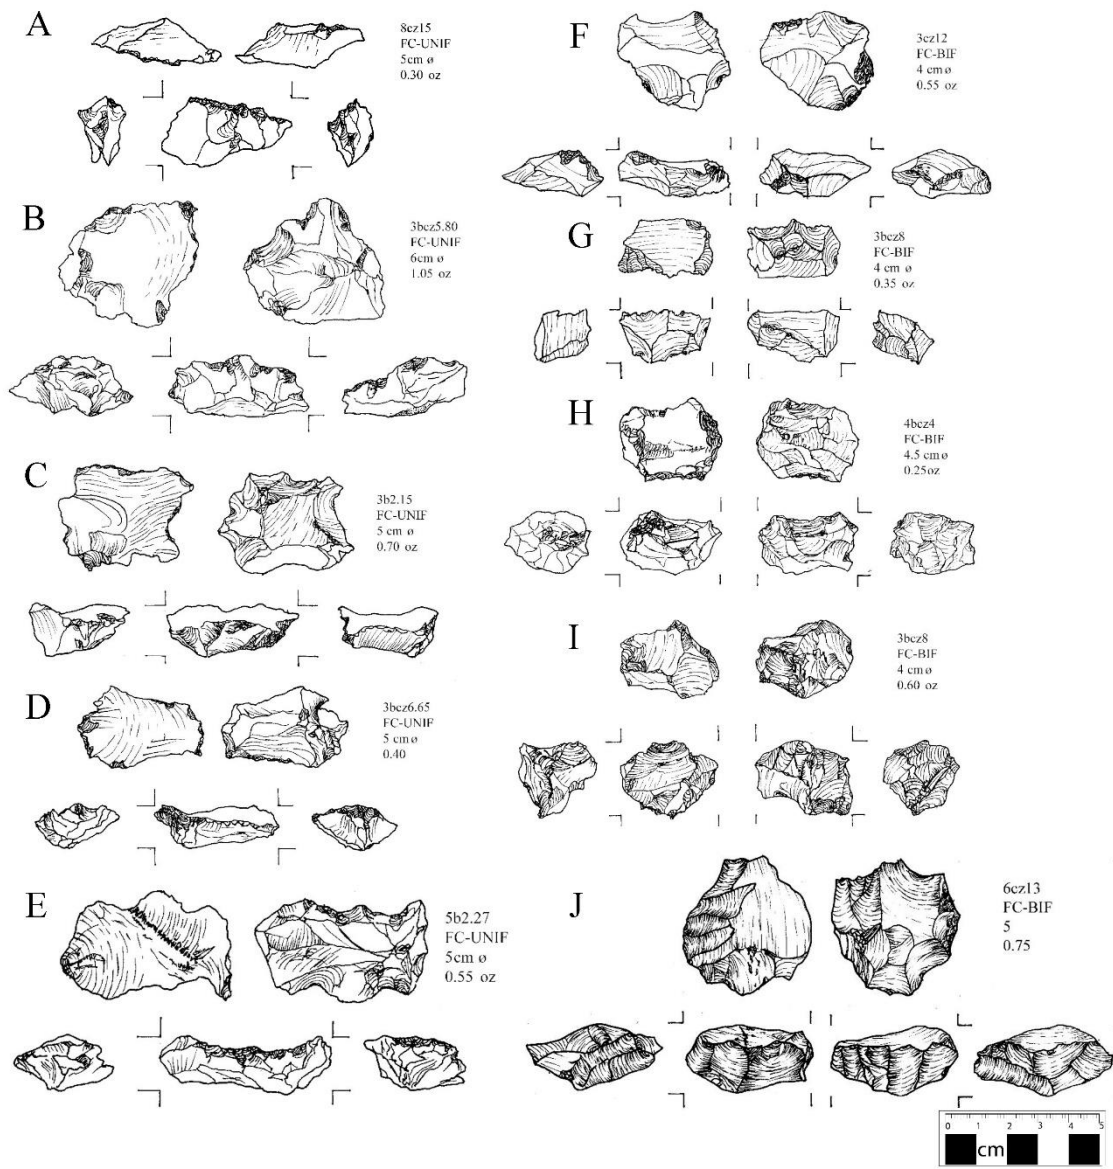 A
8cz15
FC-UNIF
5cm ø
0.30 oz
B
3bcz5.80
FC-UNIF
6cm ø
1.05 oz
C
3b2.15
FC-UNIF
5 cm ø
0.70 oz
D
3bcz6.65
FC-UNIF
5 cm ø
0.40
E
5b2.27
FC-UNIF
5cm ø
0.55 oz
F
3cz12
FC-BIF
4 cm ø
0.55 oz
G
3bcz8
FC-BIF
4 cm ø
0.35 oz
H
4bcz4
FC-BIF
4.5 cm ø
0.25oz
I
3bcz8
FC-BIF
4 cm ø
0.60 oz
J
6cz13
FC-BIF
5
0.75
0 1 2 3 4 5
cm